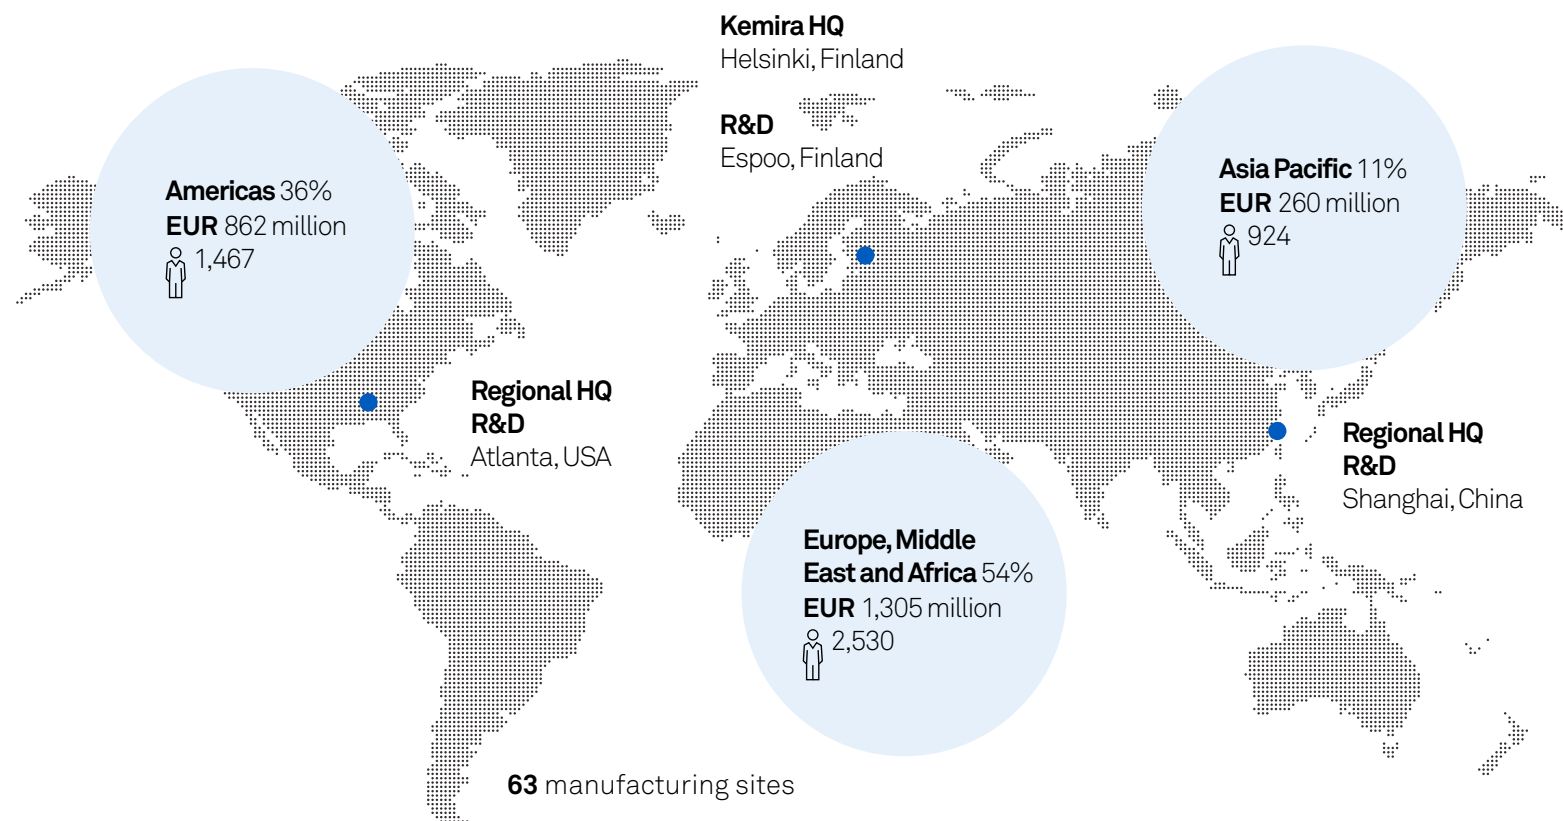 Kemira HQ
Helsinki, Finland
R&D
Espoo, Finland
Americas 36%
EUR 862 million
1,467
Asia Pacific 11%
EUR 260 million
924
Regional HQ
R&D
Atlanta, USA
Regional HQ
R&D
Shanghai, China
Europe, Middle
East and Africa 54%
EUR 1,305 million
2,530
63 manufacturing sites